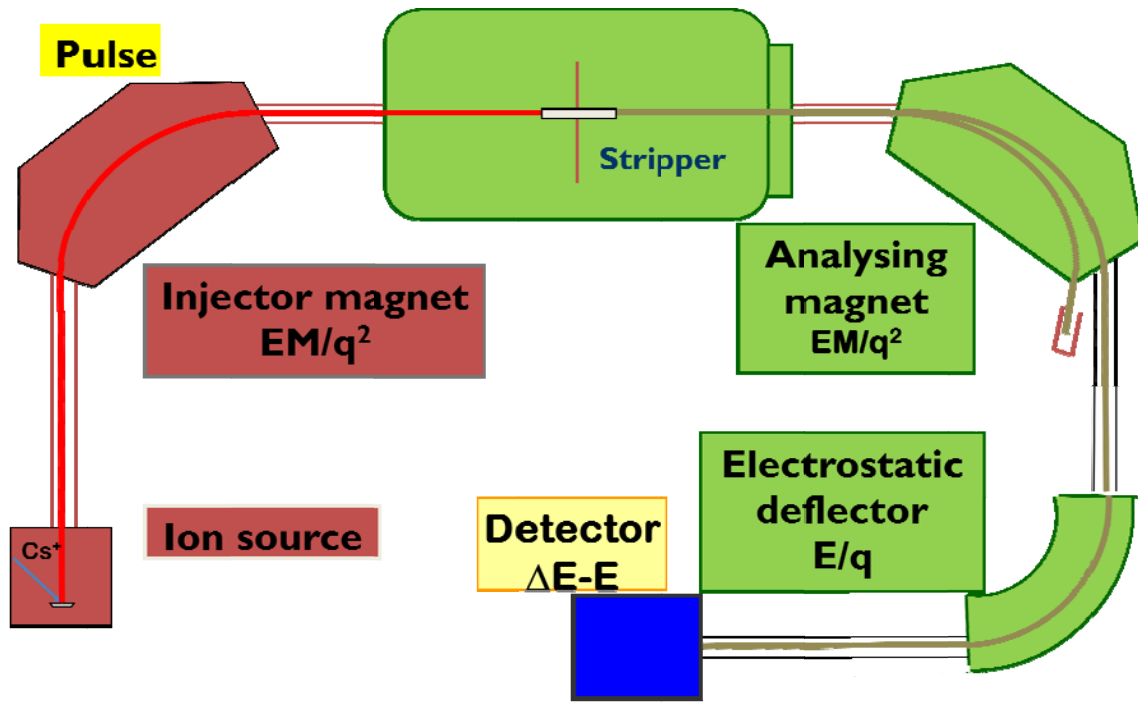 Pulse
Stripper
Injector magnet
EM/q²
Analysing
magnet
EM/q²
Ion source
Cs⁺
Detector
ΔE-E
Electrostatic
deflector
E/q